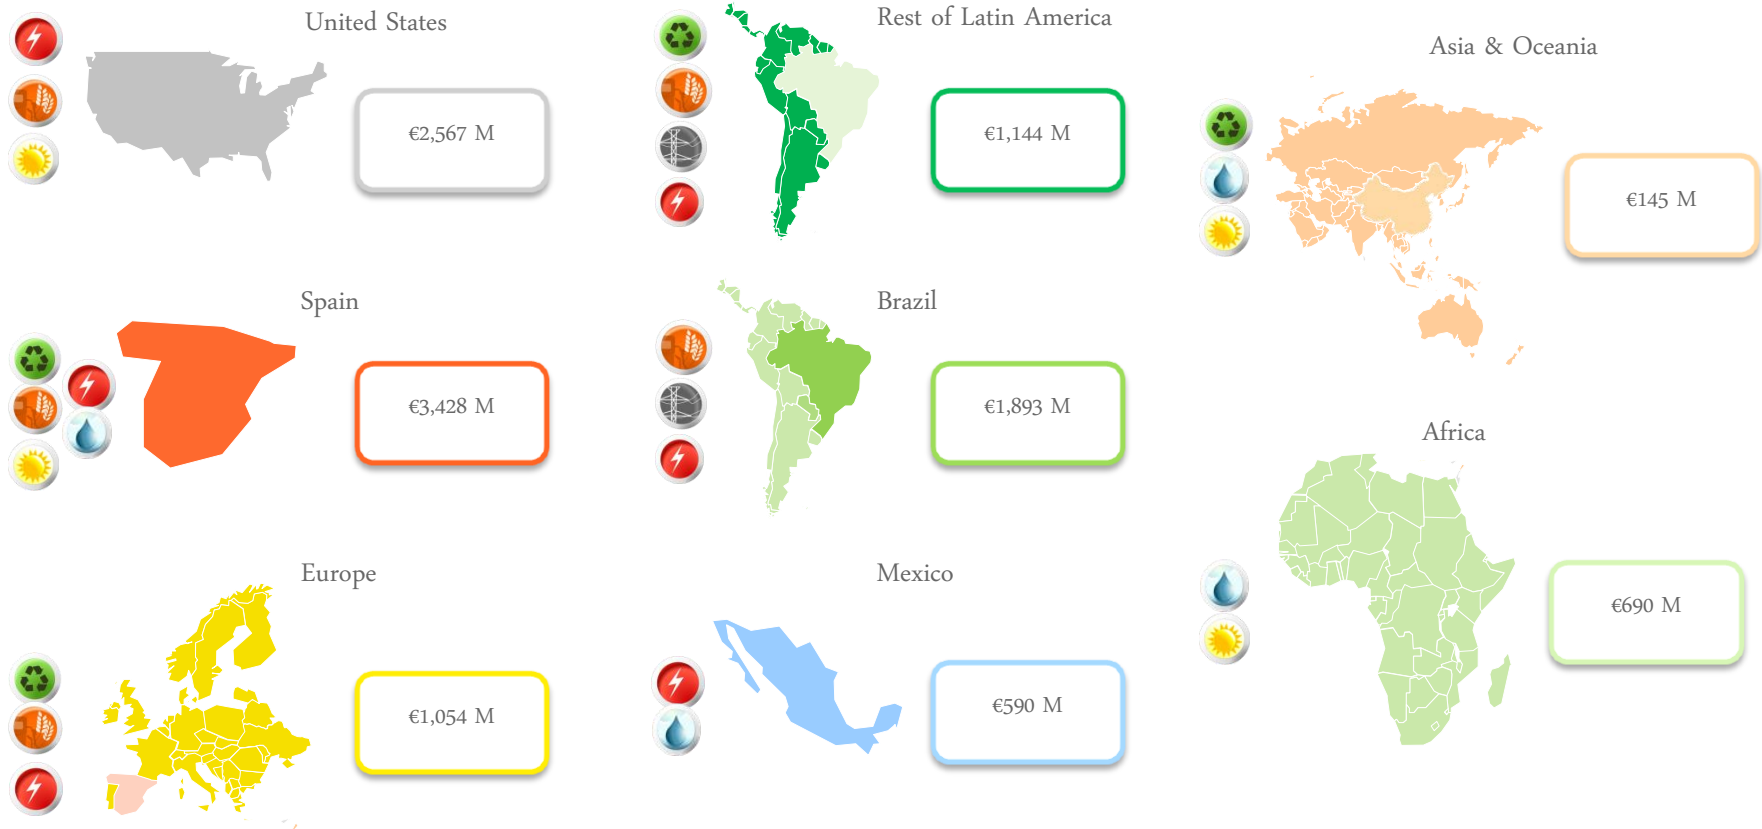 United States
€2,567 M
Spain
€3,428 M
Europe
€1,054 M
Rest of Latin America
€1,144 M
Brazil
€1,893 M
Mexico
€590 M
Asia & Oceania
€145 M
Africa
€690 M